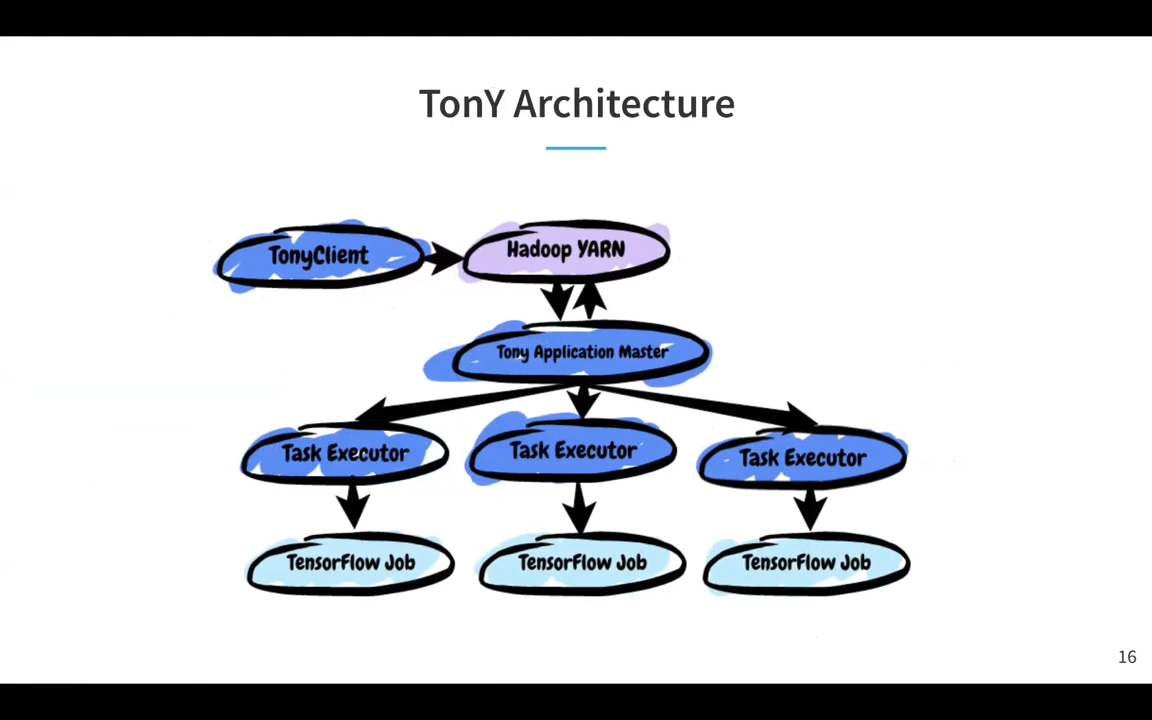 TonY Architecture
TonyClient
Hadoop YARN
Tony Application Master
Task Executor
Task Executor
Task Executor
TensorFlow Job
TensorFlow Job
TensorFlow Job
16